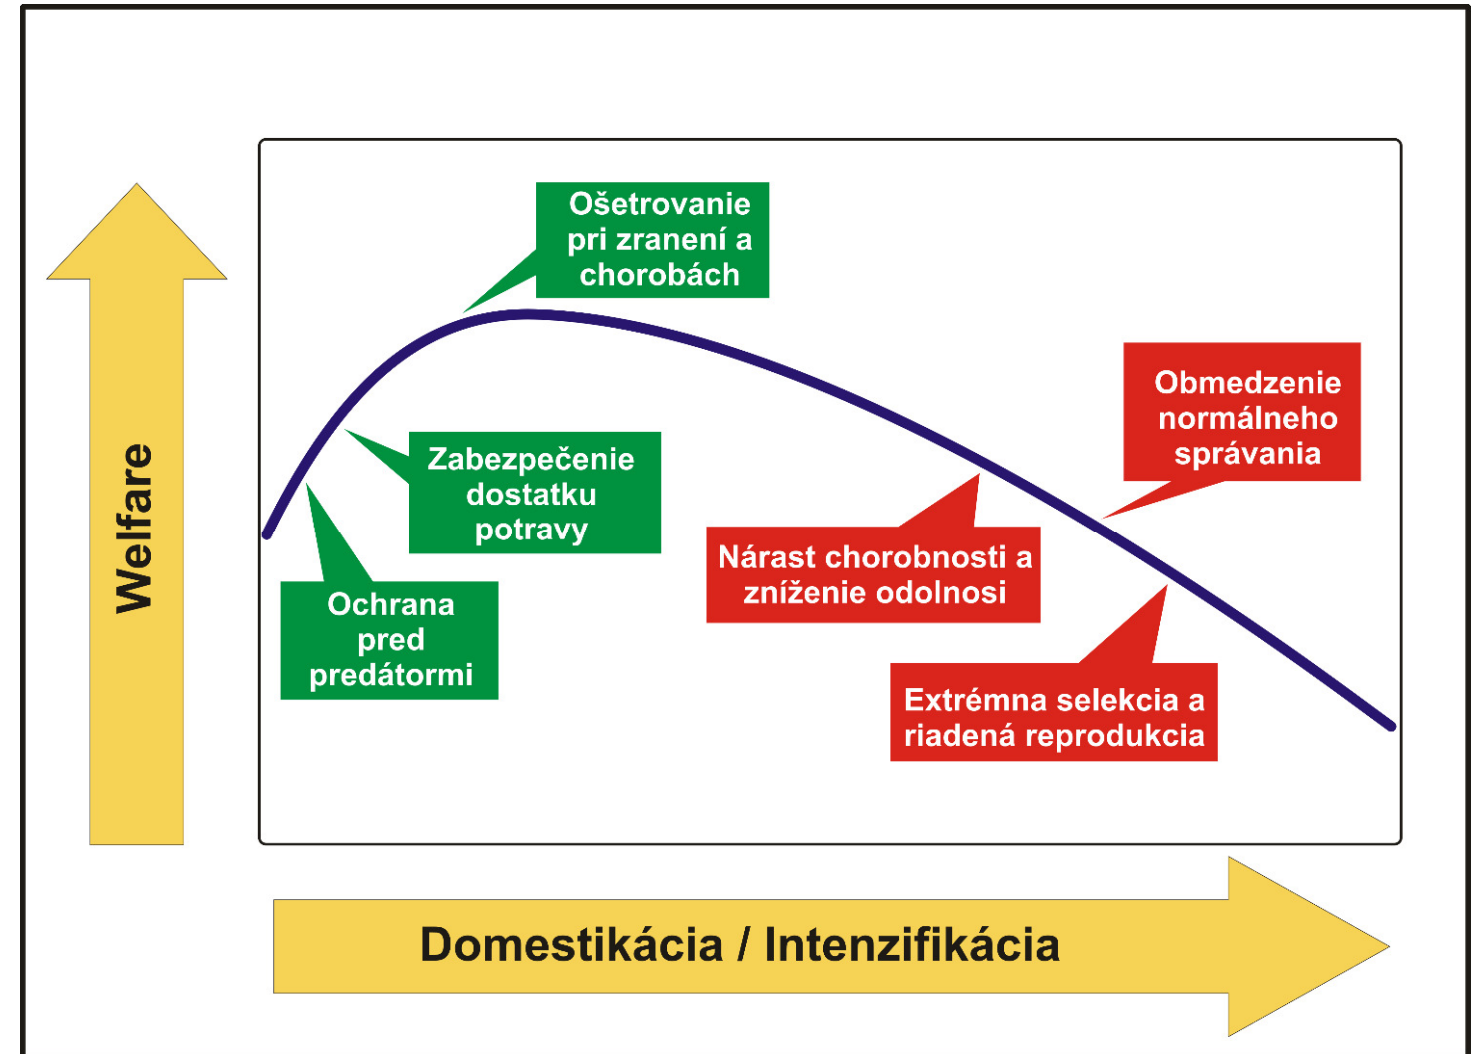 Ošetrovanie
pri zranení a
chorobách
Obmedzenie
normálneho
správania
Zabezpečenie
dostatku
potravy
Nárast chorobnosti a
zníženie odolnosi
Ochrana
pred
predátormi
Extrémna selekcia a
riadená reprodukcia
Welfare
Domestikácia / Intenzifikácia